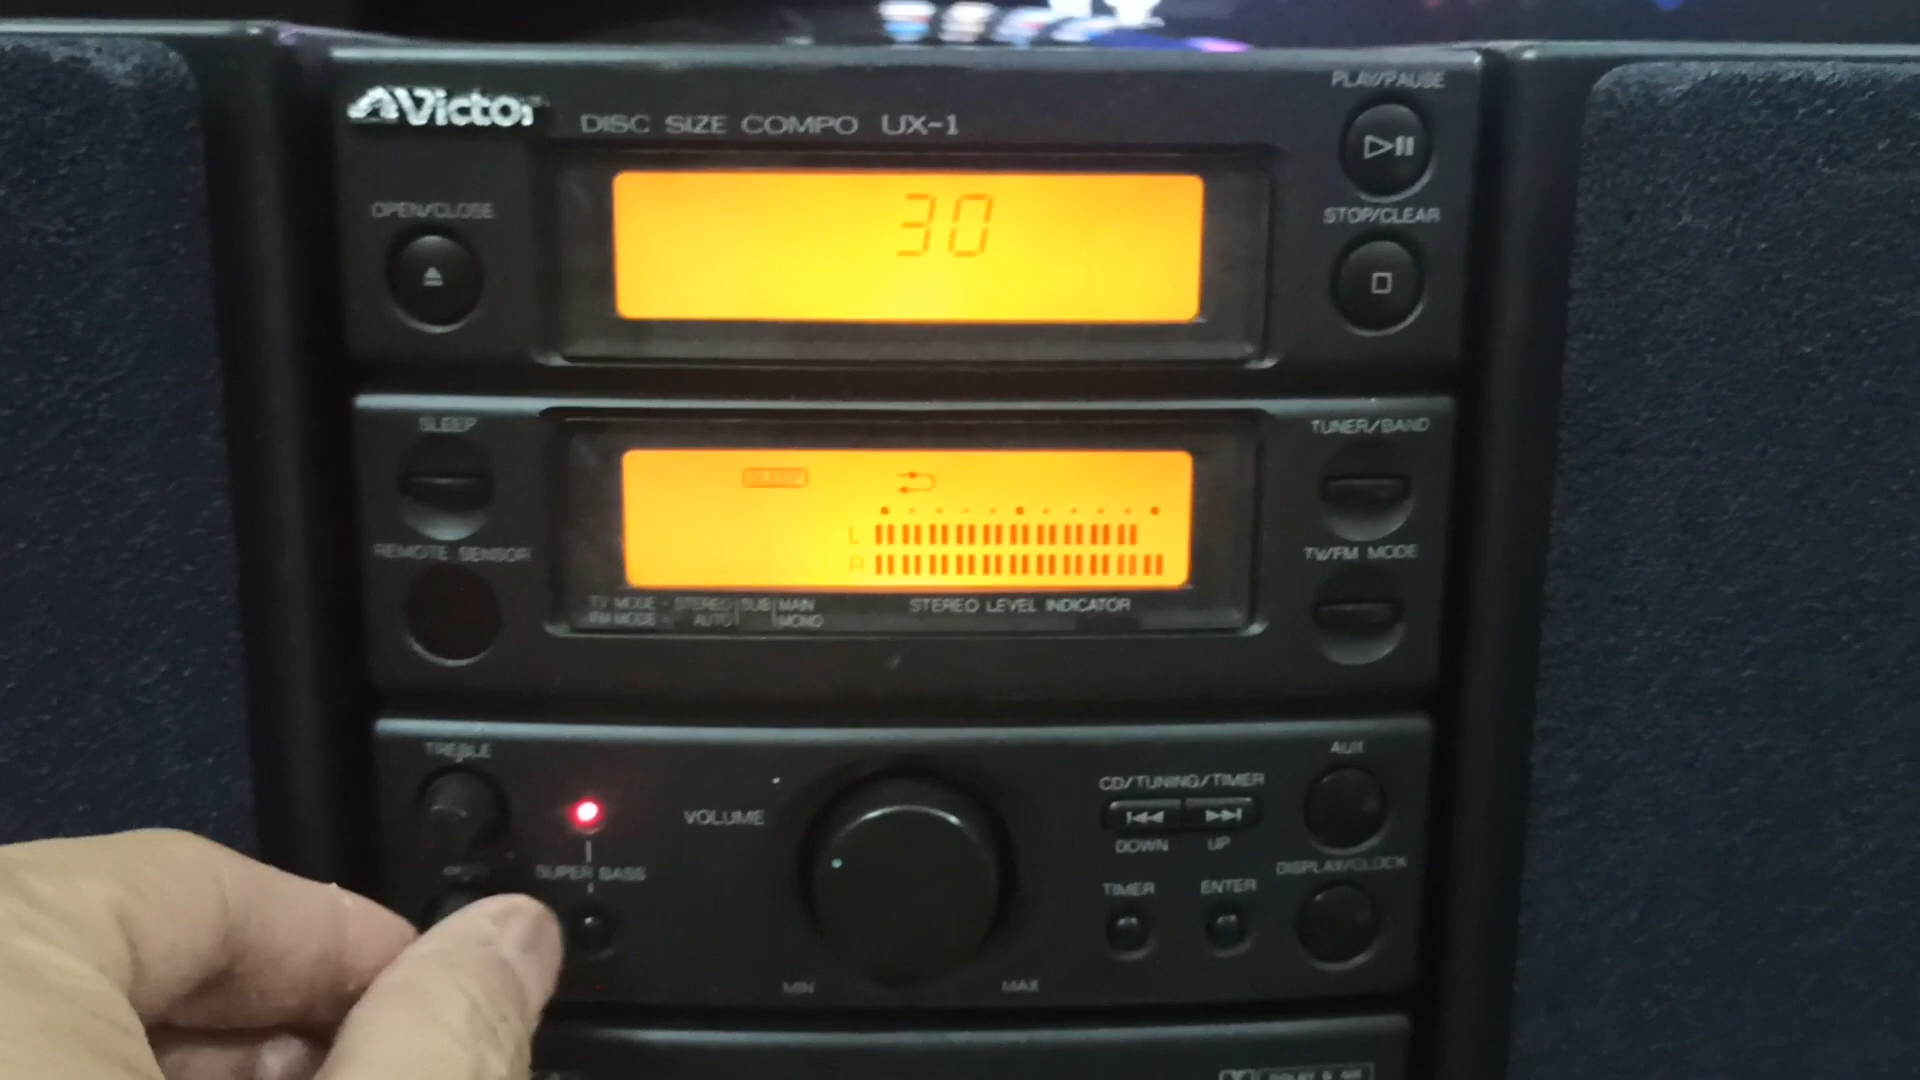 Victor
DISC SIZE COMPO UX-1
PLAY/PAUSE
30
OPEN/CLOSE
STOP/CLEAR
SLEEP
SLEEP
TUNER/BAND
L
R
REMOTE SENSOR
TV/FM MODE
TV MODE - STEREO | SUB | MAIN
FM MODE - AUTO | MONO
STEREO LEVEL INDICATOR
TREBLE
AUX
CD/TUNING/TIMER
VOLUME
DOWN UP
SUPER BASS
DISPLAY/CLOCK
TIMER
ENTER
MIN
MAX